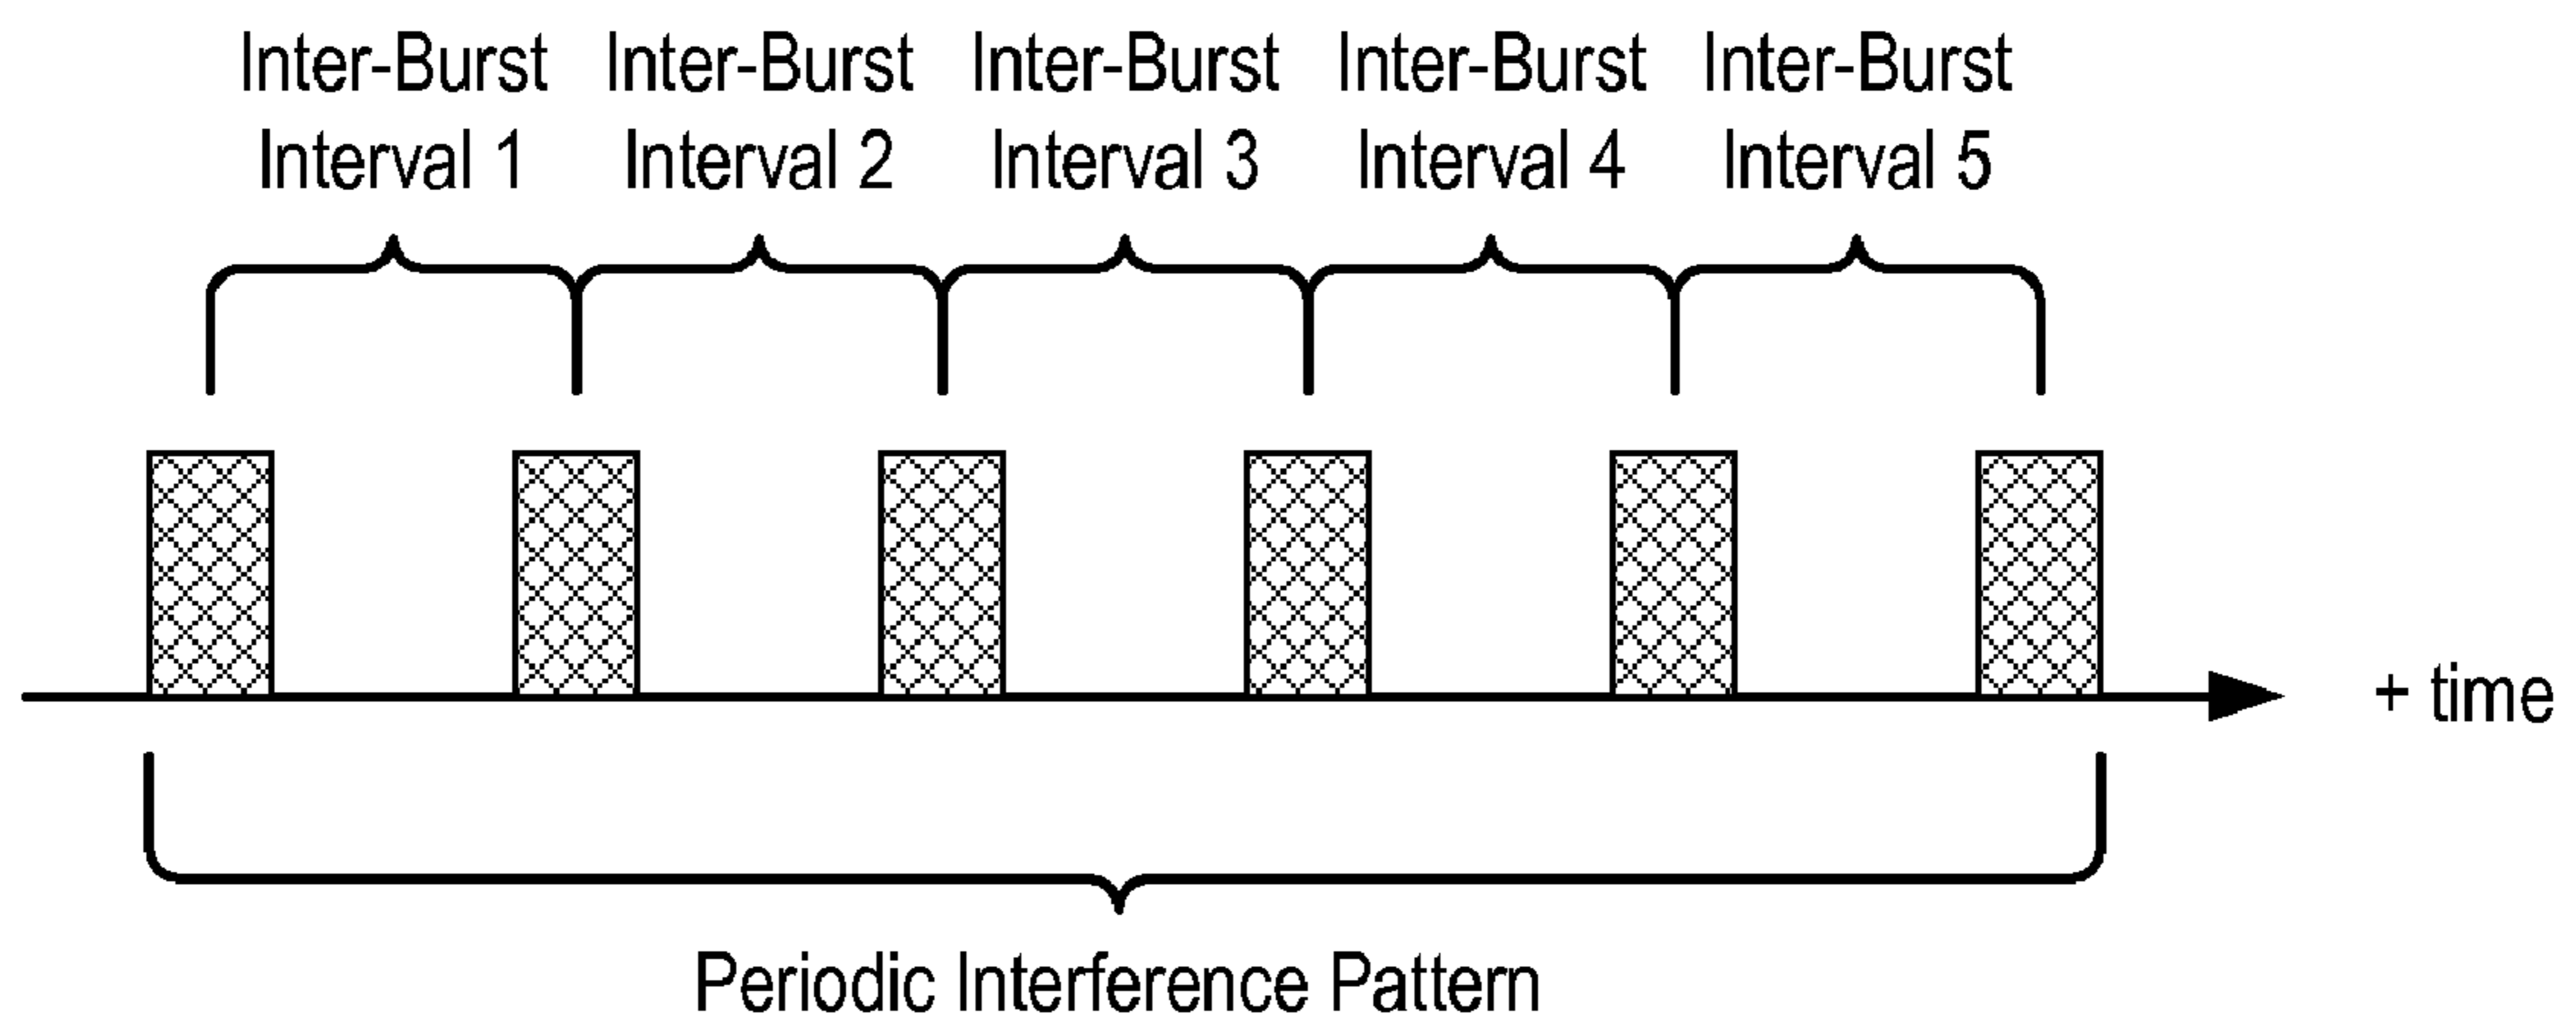 Inter-Burst Interval 1
Inter-Burst Interval 2
Inter-Burst Interval 3
Inter-Burst Interval 4
Inter-Burst Interval 5
+ time
Periodic Interference Pattern